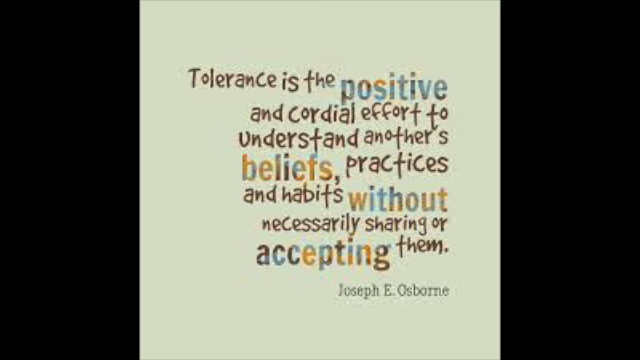 Tolerance is the positive
and cordial effort to
understand another's
beliefs, practices
and habits without
necessarily sharing or
accepting them.
Joseph E. Osborne